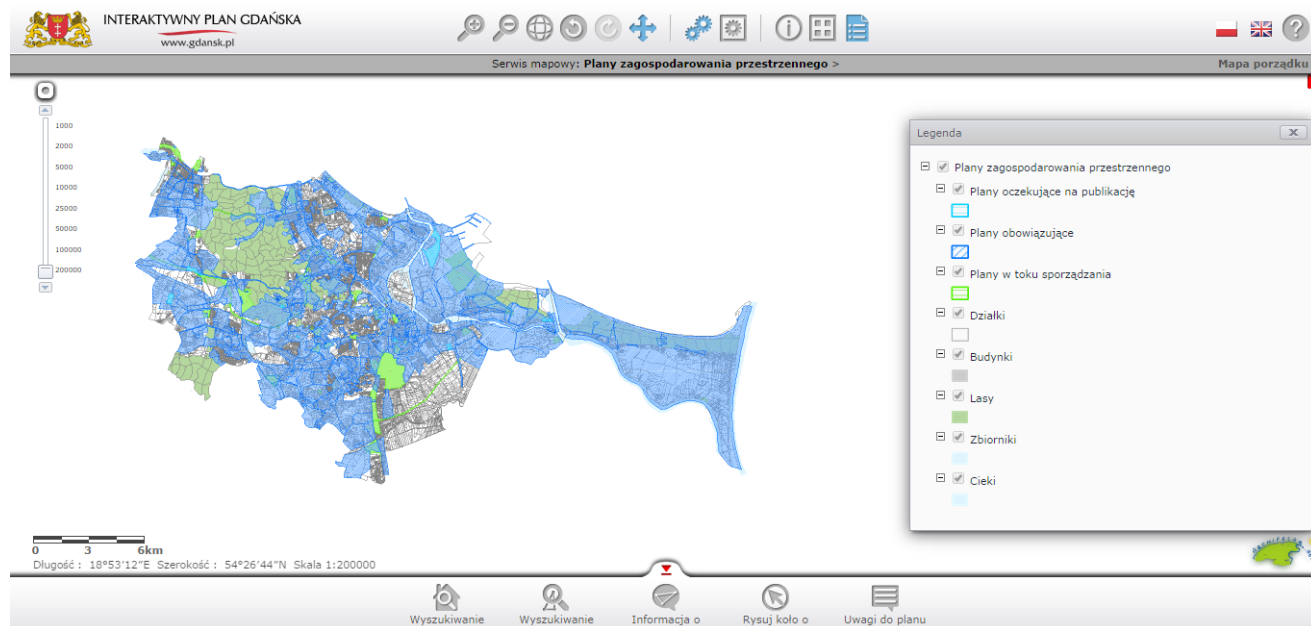 INTERAKTYWNY PLAN GDAŃSKA
www.gdansk.pl
Serwis mapowy: Plany zagospodarowania przestrzennego >
Mapa porządku
1000
2000
5000
10000
25000
50000
100000
200000
Legenda
Plany zagospodarowania przestrzennego
Plany oczekujące na publikację
Plany obowiązujące
Plany w toku sporządzania
Działki
Budynki
Lasy
Zbiorniki
Cieki
0 3 6km
Długość : 18°53'12"E Szerokość : 54°26'44"N Skala 1:200000
ARCHIPELAG
Wyszukiwanie
Wyszukiwanie
Informacja o
Rysuj koło o
Uwagi do planu